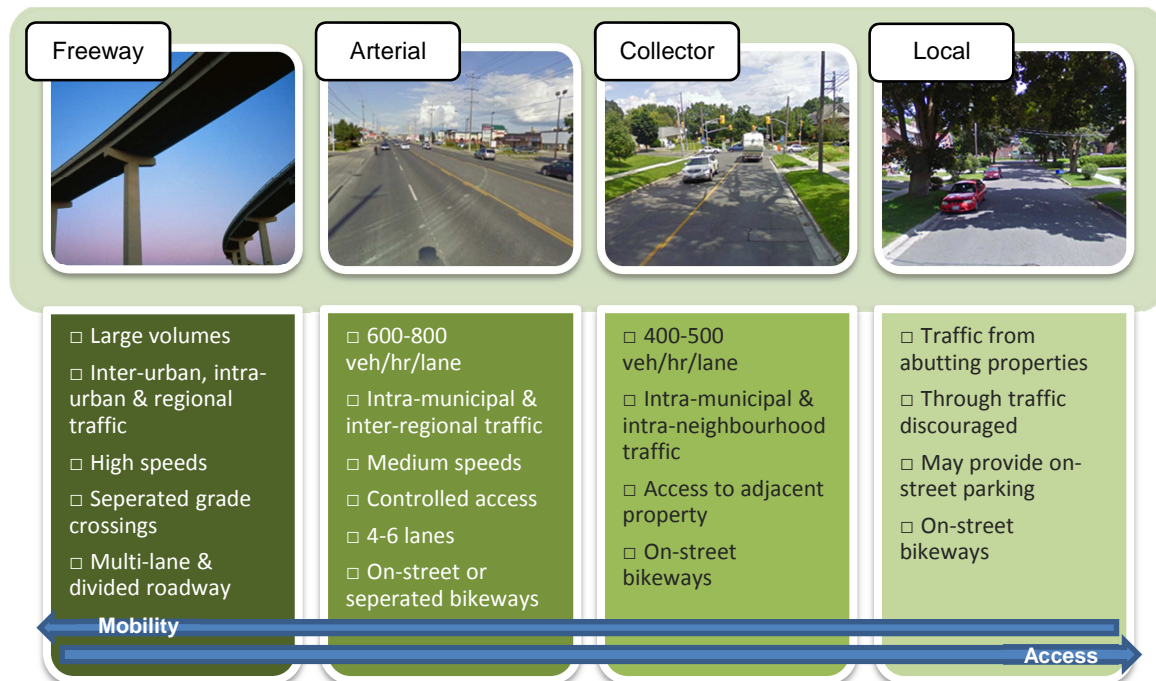 Freeway
Arterial
Collector
Local
□ Large volumes
□ Inter-urban, intra-
urban & regional
traffic
□ High speeds
□ Seperated grade
crossings
□ Multi-lane &
divided roadway
□ 600-800
veh/hr/lane
□ Intra-municipal &
inter-regional traffic
□ Medium speeds
□ Controlled access
□ 4-6 lanes
□ On-street or
seperated bikeways
□ 400-500
veh/hr/lane
□ Intra-municipal &
intra-neighbourhood
traffic
□ Access to adjacent
property
□ On-street
bikeways
□ Traffic from
abutting properties
□ Through traffic
discouraged
□ May provide on-
street parking
□ On-street
bikeways
Mobility
Access